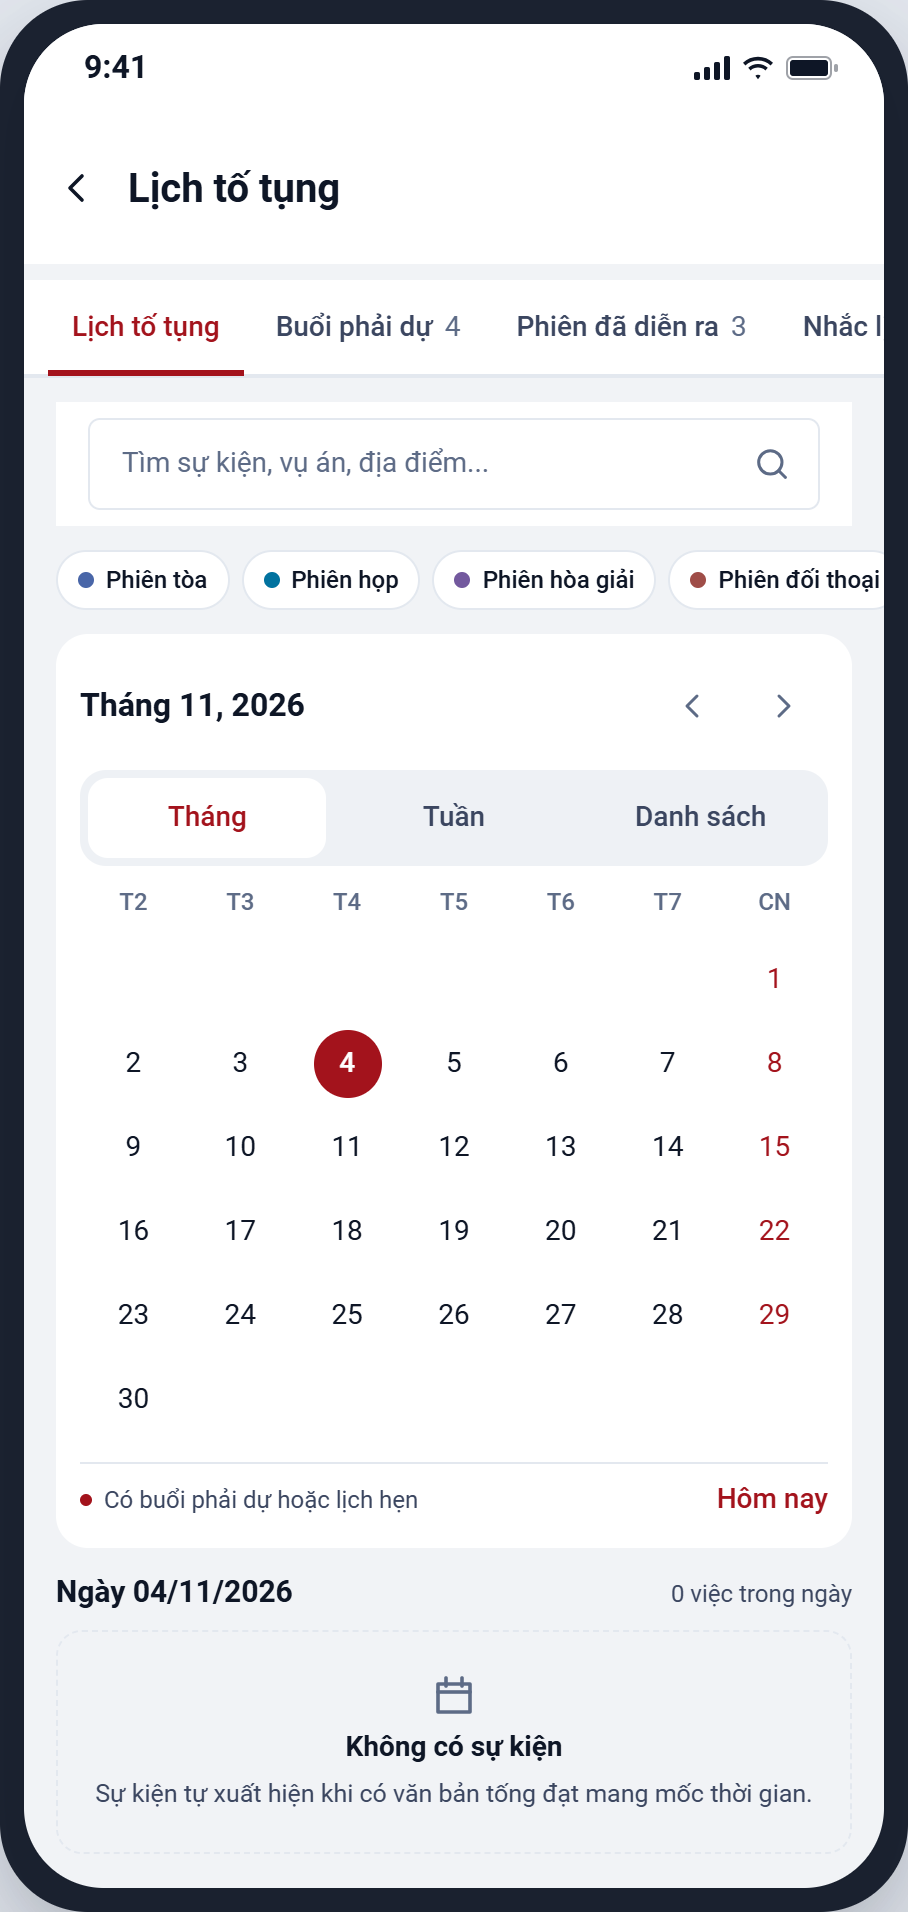 9:41
Lịch tố tụng
Lịch tố tụng Buổi phải dự 4 Phiên đã diễn ra 3 Nhắc l
Tìm sự kiện, vụ án, địa điểm...
Phiên tòa Phiên họp Phiên hòa giải Phiên đối thoại
Tháng 11, 2026
Tháng Tuần Danh sách
T2 T3 T4 T5 T6 T7 CN
1
2 3 4 5 6 7 8
9 10 11 12 13 14 15
16 17 18 19 20 21 22
23 24 25 26 27 28 29
30
Có buổi phải dự hoặc lịch hẹn Hôm nay
Ngày 04/11/2026 0 việc trong ngày
Không có sự kiện
Sự kiện tự xuất hiện khi có văn bản tống đạt mang mốc thời gian.